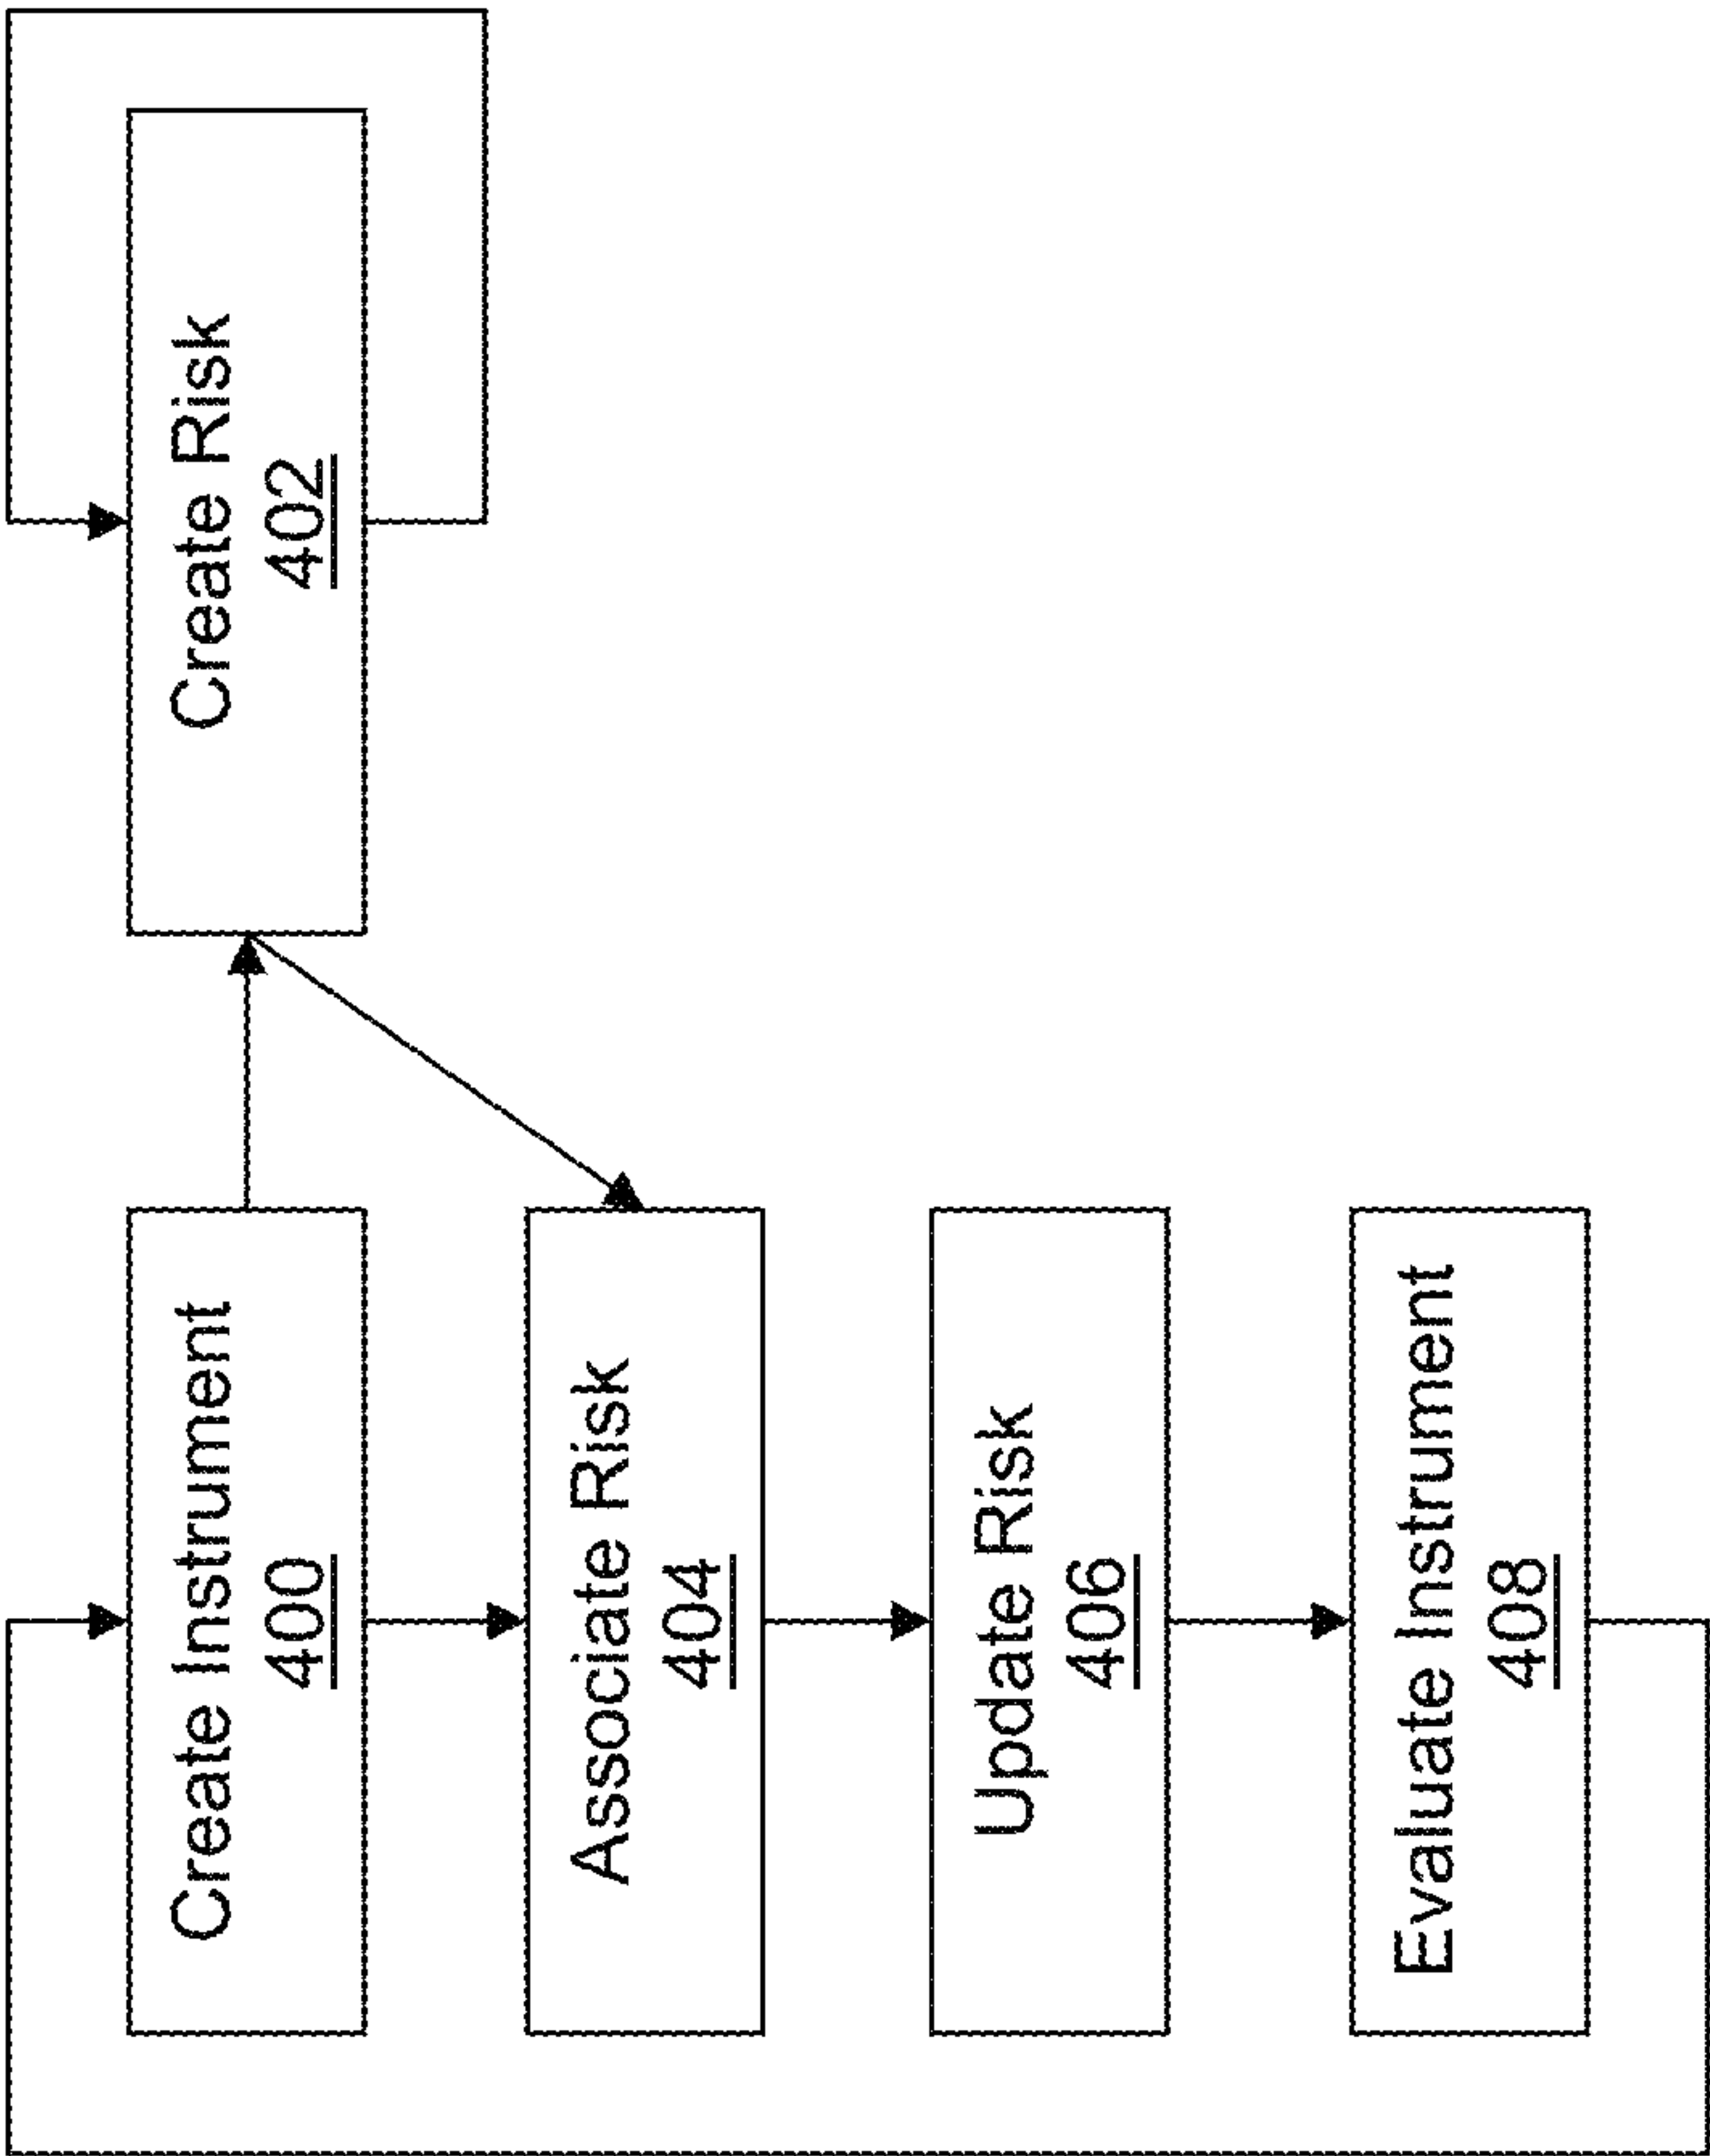 Create Instrument
400
Create Risk
402
Associate Risk
404
Update Risk
406
Evaluate Instrument
408